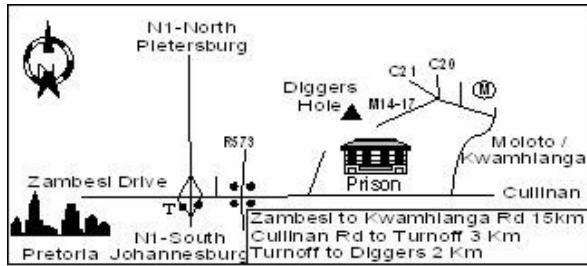 N1-North
Pietersburg
N
C20
C21
M
Diggers
Hole
M14-17
R573
Moloto /
Kwamhlanga
Zambesi Drive
Prison
Cullinan
T
N1-South
Pretoria Johannesburg
Zambesi to Kwamhlanga Rd 15km
Cullinan Rd to Turnoff 3 Km
Turnoff to Diggers 2 Km